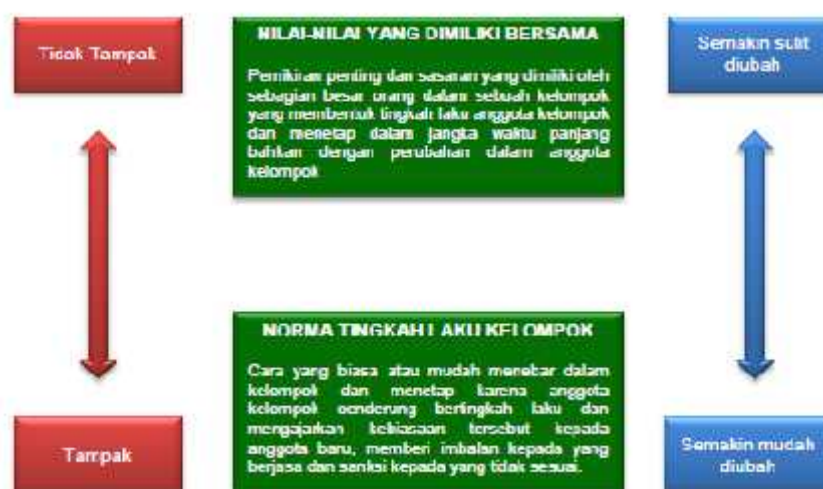 Tidak Tampak
NILAI-NILAI YANG DIMILIKI BERSAMA
Pemikiran penting dan sasaran yang dimiliki oleh
sebagian besar orang dalam sebuah kelompok
yang membentuk tingkah laku anggota kelompok
dan menetap dalam jangka waktu panjang
bahkan dengan perubahan dalam anggota
kelompok
Semakin sulit
diubah
NORMA TINGKAH LAKU KELOMPOK
Cara yang biasa atau mudah menebar dalam
kelompok dan menetap karena anggota
kelompok cenderung bertingkah laku dan
mengajarkan kebiasaan tersebut kepada
anggota baru, memberi imbalan kepada yang
berjasa dan sanksi kepada yang tidak sesuai.
Tampak
Semakin mudah
diubah